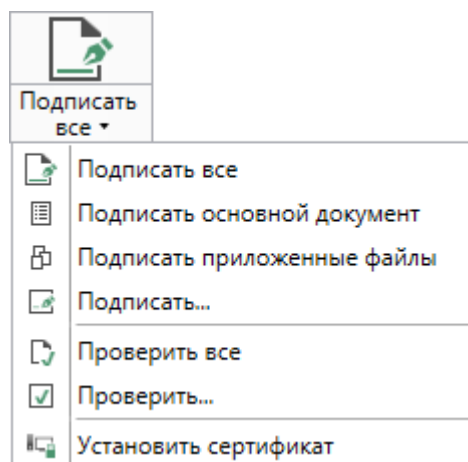 Подписать
все
Подписать все
Подписать основной документ
Подписать приложенные файлы
Подписать...
Проверить все
Проверить...
Установить сертификат